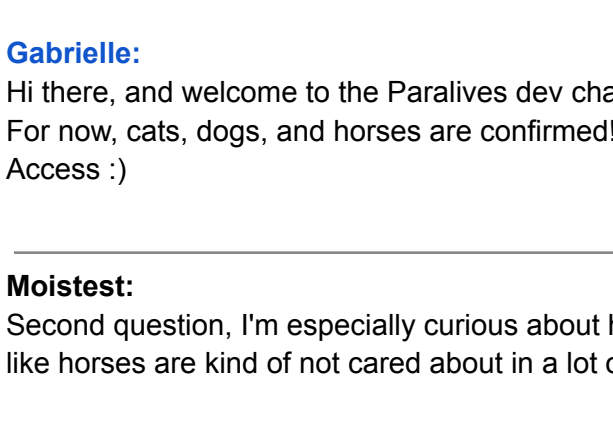 Gabrielle:
Hi there, and welcome to the Paralives dev cha
For now, cats, dogs, and horses are confirmed!
Access :)
Moistest:
Second question, I'm especially curious about h
like horses are kind of not cared about in a lot o